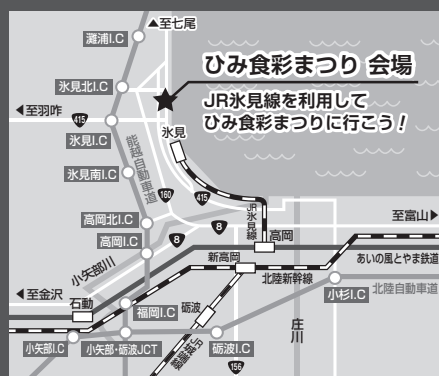 ▲至七尾
灘浦I.C
ひみ食彩まつり 会場
氷見北I.C
JR氷見線を利用して
ひみ食彩まつりに行こう!
◀至羽咋
415
氷見
氷見I.C
能越自動車道
氷見南I.C
160
415
JR氷見線
高岡北I.C
至富山▶
8
8
高岡
高岡I.C
あいの風とやま鉄道
小矢部川
新高岡
北陸新幹線
◀至金沢
石動
小杉I.C
北陸自動車道
福岡I.C
砺波
庄川
JR城端線
小矢部I.C
小矢部・砺波JCT
砺波I.C
156